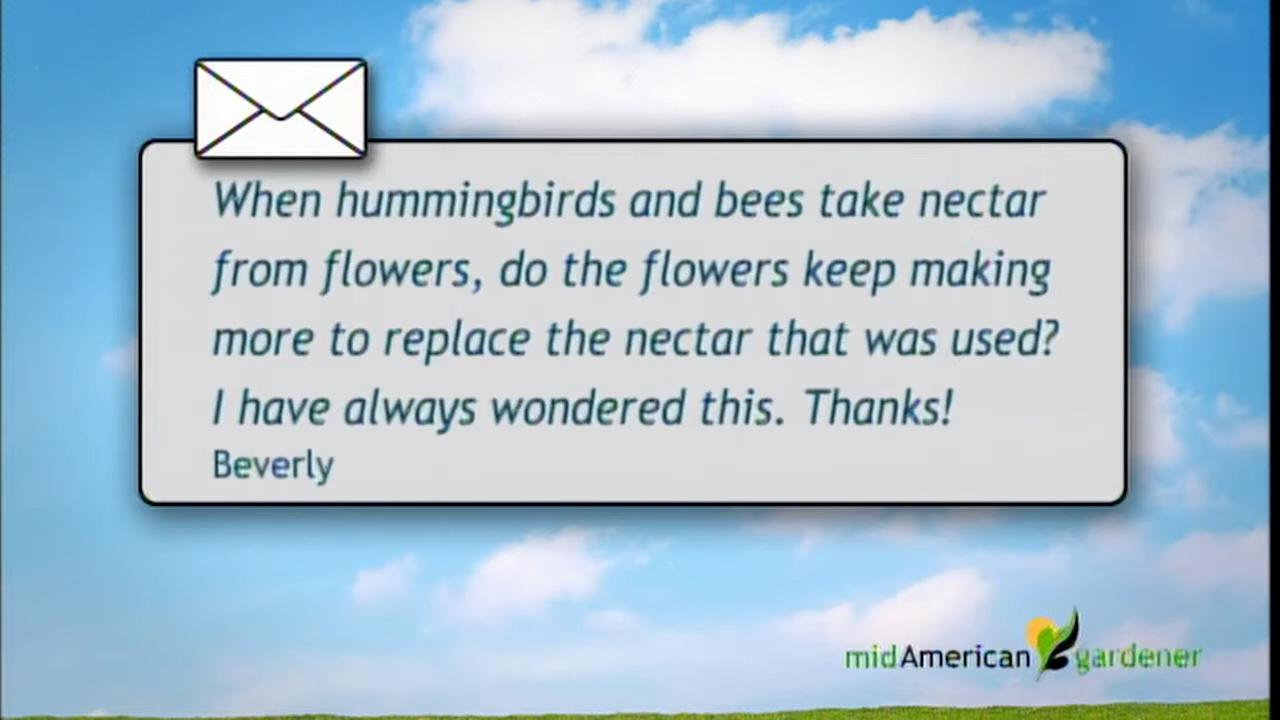 When hummingbirds and bees take nectar
from flowers, do the flowers keep making
more to replace the nectar that was used?
I have always wondered this. Thanks!
Beverly
midAmerican gardener